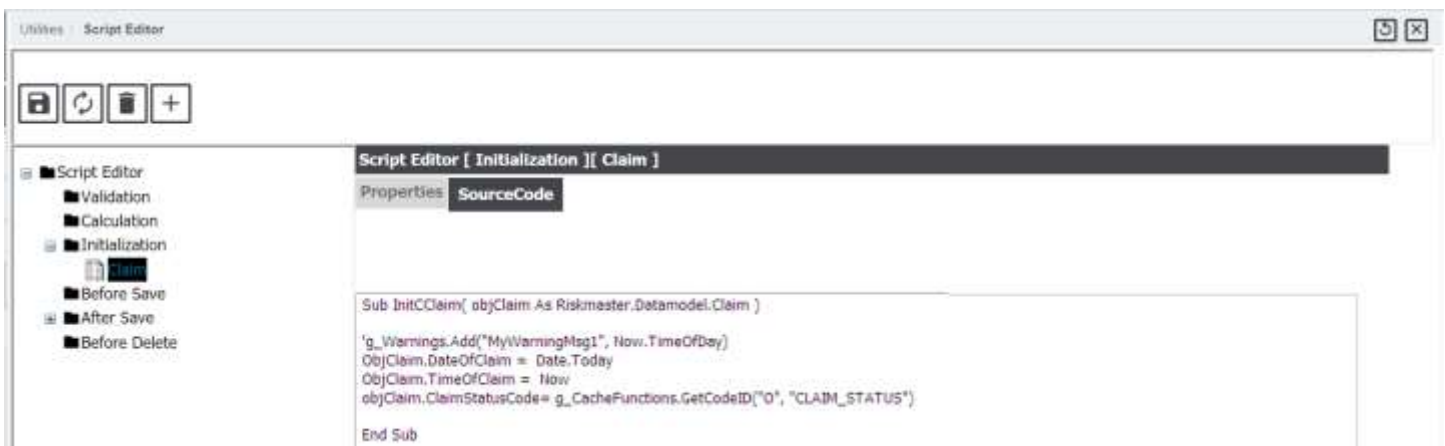 Utilities : Script Editor
Script Editor
Validation
Calculation
Initialization
Claim
Before Save
After Save
Before Delete
Script Editor [ Initialization ][ Claim ]
Properties SourceCode
Sub InitCClaim( objClaim As Riskmaster.Datamodel.Claim )
'g_Warnings.Add("MyWarningMsg1", Now.TimeOfDay)
ObjClaim.DateOfClaim = Date.Today
ObjClaim.TimeOfClaim = Now
objClaim.ClaimStatusCode= g_CacheFunctions.GetCodeID("O", "CLAIM_STATUS")
End Sub